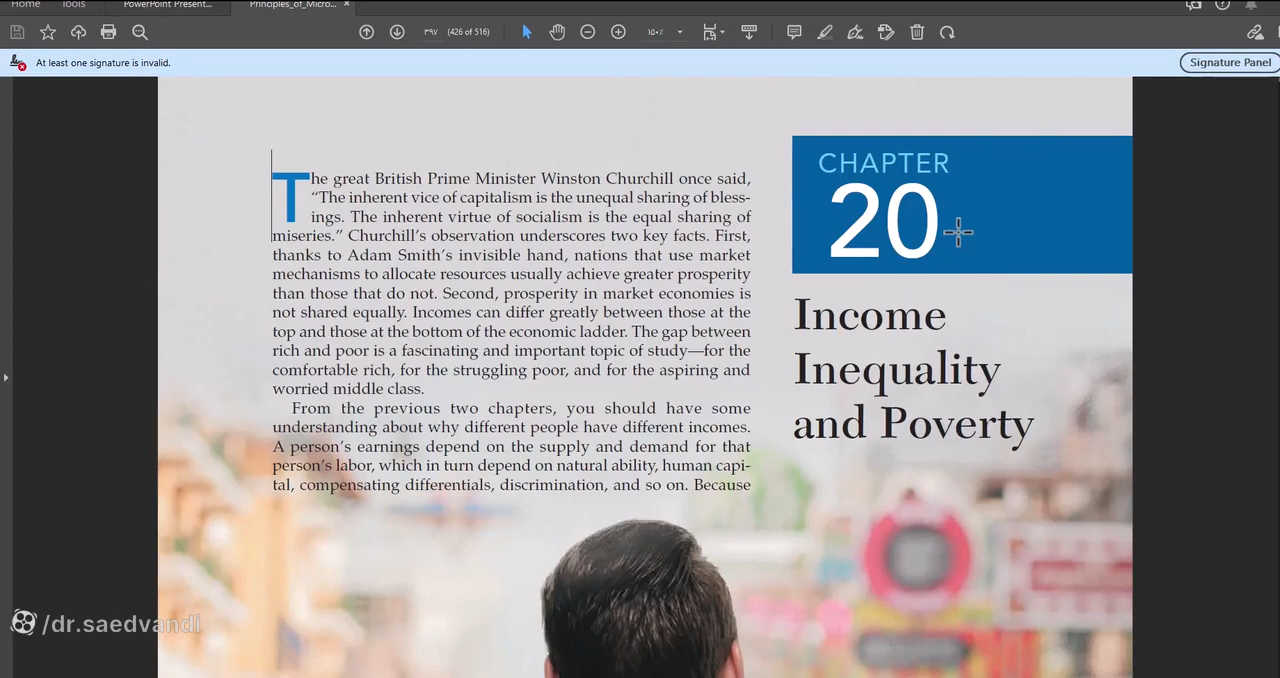 Home
Tools
PowerPoint Present...
Principles_of_Micro... ×
۳۹۷ (426 of 516)
۱۵۰٪
At least one signature is invalid.
Signature Panel
The great British Prime Minister Winston Churchill once said,
“The inherent vice of capitalism is the unequal sharing of bless-
ings. The inherent virtue of socialism is the equal sharing of
miseries.” Churchill’s observation underscores two key facts. First,
thanks to Adam Smith’s invisible hand, nations that use market
mechanisms to allocate resources usually achieve greater prosperity
than those that do not. Second, prosperity in market economies is
not shared equally. Incomes can differ greatly between those at the
top and those at the bottom of the economic ladder. The gap between
rich and poor is a fascinating and important topic of study—for the
comfortable rich, for the struggling poor, and for the aspiring and
worried middle class.
From the previous two chapters, you should have some
understanding about why different people have different incomes.
A person’s earnings depend on the supply and demand for that
person’s labor, which in turn depend on natural ability, human capi-
tal, compensating differentials, discrimination, and so on. Because
CHAPTER
20
Income
Inequality
and Poverty
/dr.saedvandi